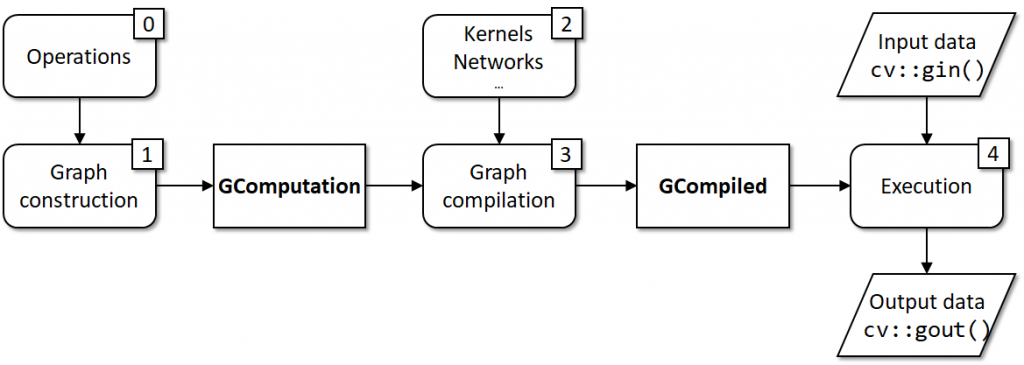 0
Operations
2
Kernels
Networks
...
Input data
cv::gin()
1
Graph
construction
GComputation
3
Graph
compilation
GCompiled
4
Execution
Output data
cv::gout()